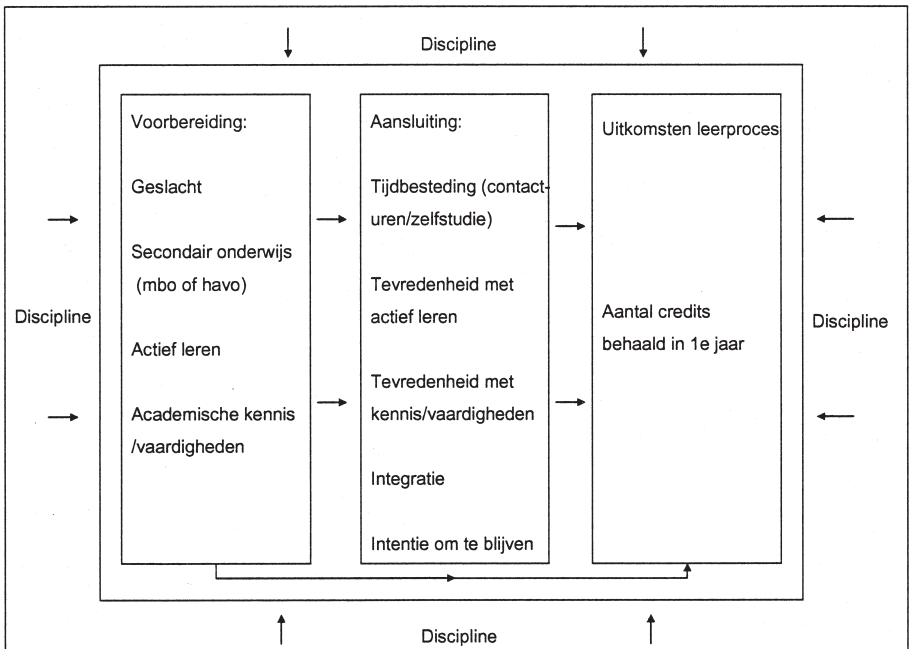 Discipline
Voorbereiding:
Geslacht
Secondair onderwijs
(mbo of havo)
Actief leren
Academische kennis
/vaardigheden
Aansluiting:
Tijdbesteding (contact-
uren/zelfstudie)
Tevredenheid met
actief leren
Tevredenheid met
kennis/vaardigheden
Integratie
Intentie om te blijven
Uitkomsten leerproces
Aantal credits
behaald in 1e jaar
Discipline
Discipline
Discipline